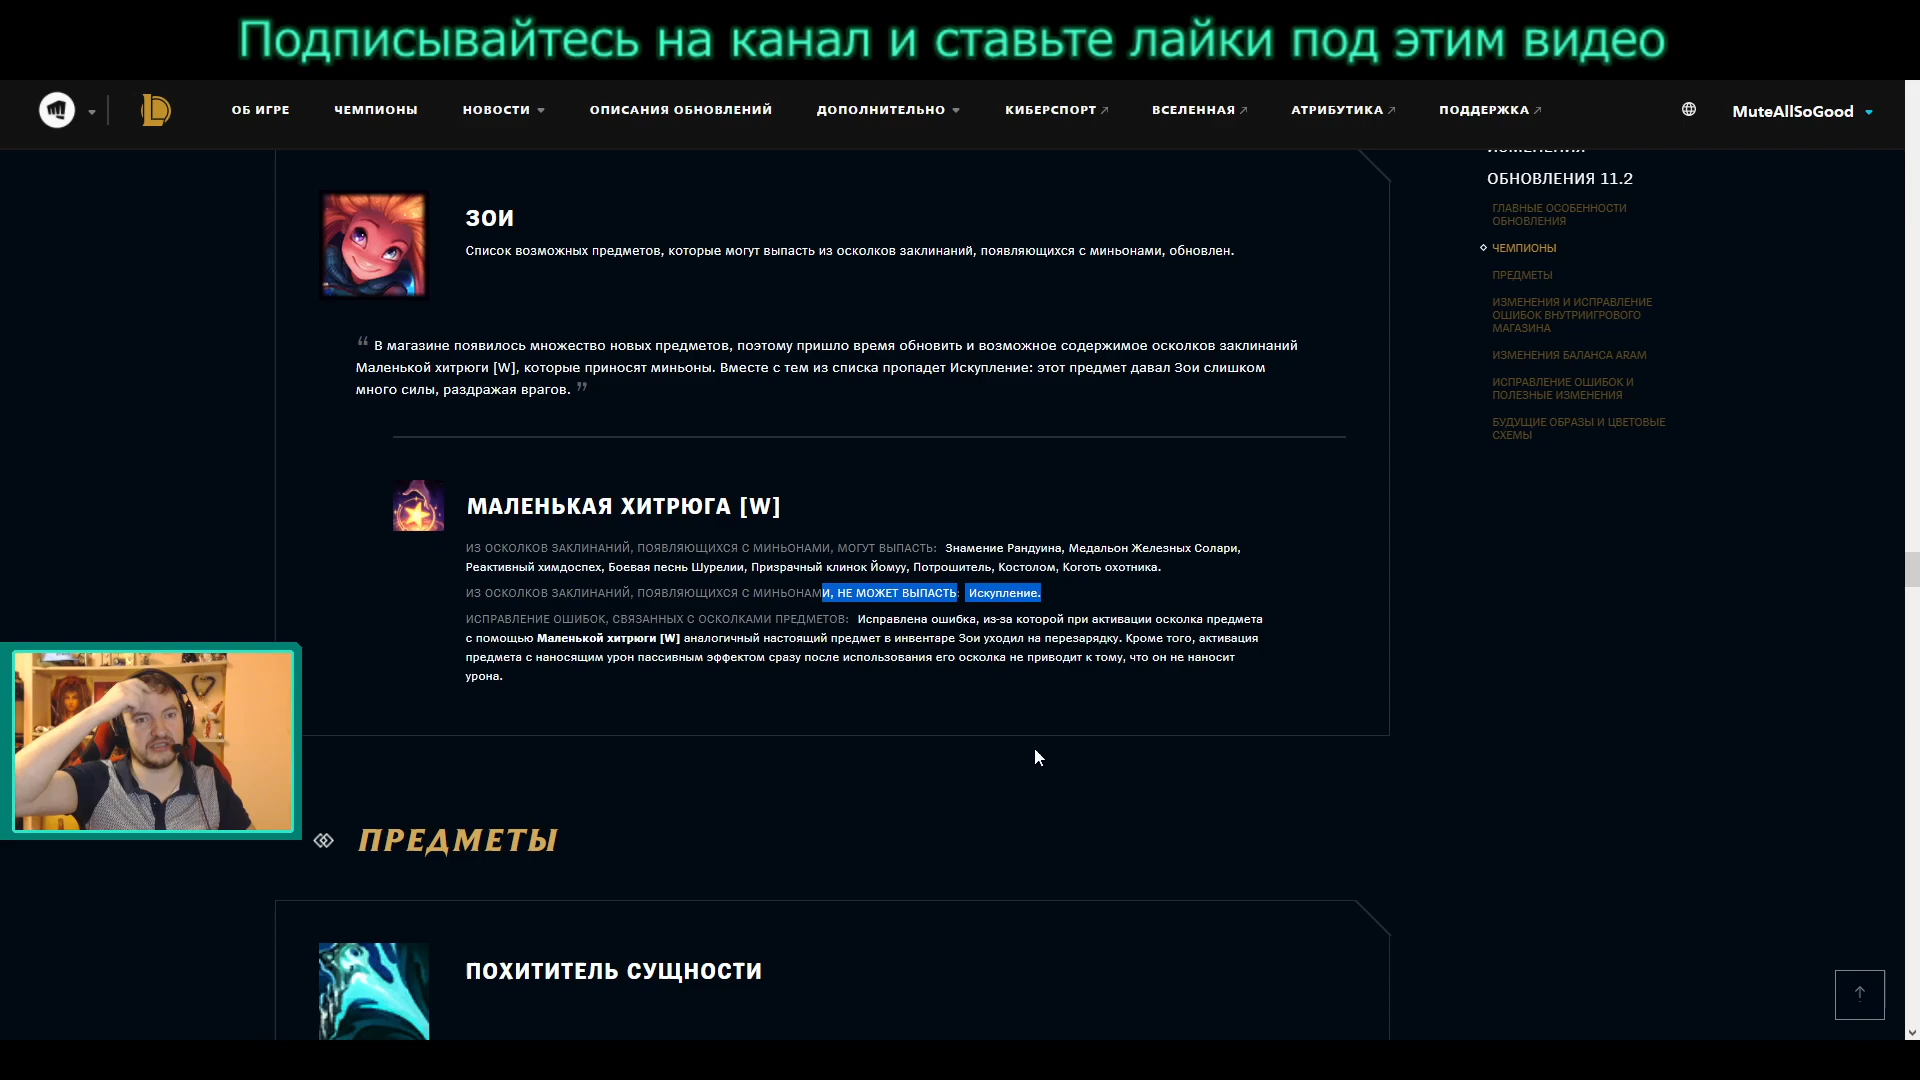 Подписывайтесь на канал и ставьте лайки под этим видео
ОБ ИГРЕ
ЧЕМПИОНЫ
НОВОСТИ
ОПИСАНИЯ ОБНОВЛЕНИЙ
ДОПОЛНИТЕЛЬНО
КИБЕРСПОРТ
ВСЕЛЕННАЯ
АТРИБУТИКА
ПОДДЕРЖКА
MuteAllSoGood
ЗОИ
Список возможных предметов, которые могут выпасть из осколков заклинаний, появляющихся с миньонами, обновлен.
“ В магазине появилось множество новых предметов, поэтому пришло время обновить и возможное содержимое осколков заклинаний
Маленькой хитрюги [W], которые приносят миньоны. Вместе с тем из списка пропадет Искупление: этот предмет давал Зои слишком
много силы, раздражая врагов. ”
МАЛЕНЬКАЯ ХИТРЮГА [W]
ИЗ ОСКОЛКОВ ЗАКЛИНАНИЙ, ПОЯВЛЯЮЩИХСЯ С МИНЬОНАМИ, МОГУТ ВЫПАСТЬ: Знамение Рандуина, Медальон Железных Солари,
Реактивный химдоспех, Боевая песнь Шурелии, Призрачный клинок Йомуу, Потрошитель, Костолом, Коготь охотника.
ИЗ ОСКОЛКОВ ЗАКЛИНАНИЙ, ПОЯВЛЯЮЩИХСЯ С МИНЬОНАМИ, НЕ МОЖЕТ ВЫПАСТЬ: Искупление.
ИСПРАВЛЕНИЕ ОШИБОК, СВЯЗАННЫХ С ОСКОЛКАМИ ПРЕДМЕТОВ: Исправлена ошибка, из-за которой при активации осколка предмета
с помощью Маленькой хитрюги [W] аналогичный настоящий предмет в инвентаре Зои уходил на перезарядку. Кроме того, активация
предмета с наносящим урон пассивным эффектом сразу после использования его осколка не приводит к тому, что он не наносит
урона.
ПРЕДМЕТЫ
ПОХИТИТЕЛЬ СУЩНОСТИ
ИЗМЕНЕНИЯ
ОБНОВЛЕНИЯ 11.2
ГЛАВНЫЕ ОСОБЕННОСТИ
ОБНОВЛЕНИЯ
ЧЕМПИОНЫ
ПРЕДМЕТЫ
ИЗМЕНЕНИЯ И ИСПРАВЛЕНИЕ
ОШИБОК ВНУТРИИГРОВОГО
МАГАЗИНА
ИЗМЕНЕНИЯ БАЛАНСА ARAM
ИСПРАВЛЕНИЕ ОШИБОК И
ПОЛЕЗНЫЕ ИЗМЕНЕНИЯ
БУДУЩИЕ ОБРАЗЫ И ЦВЕТОВЫЕ
СХЕМЫ